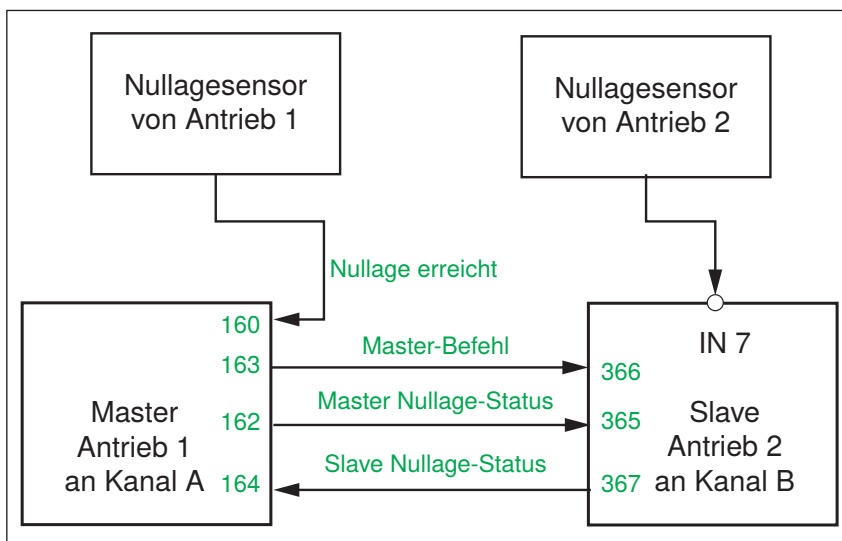 Nullagesensor
von Antrieb 1
Nullagesensor
von Antrieb 2
Nullage erreicht
160
IN 7
163
Master-Befehl
366
Master
Antrieb 1
an Kanal A
162
Master Nullage-Status
365
Slave
Antrieb 2
an Kanal B
164
Slave Nullage-Status
367